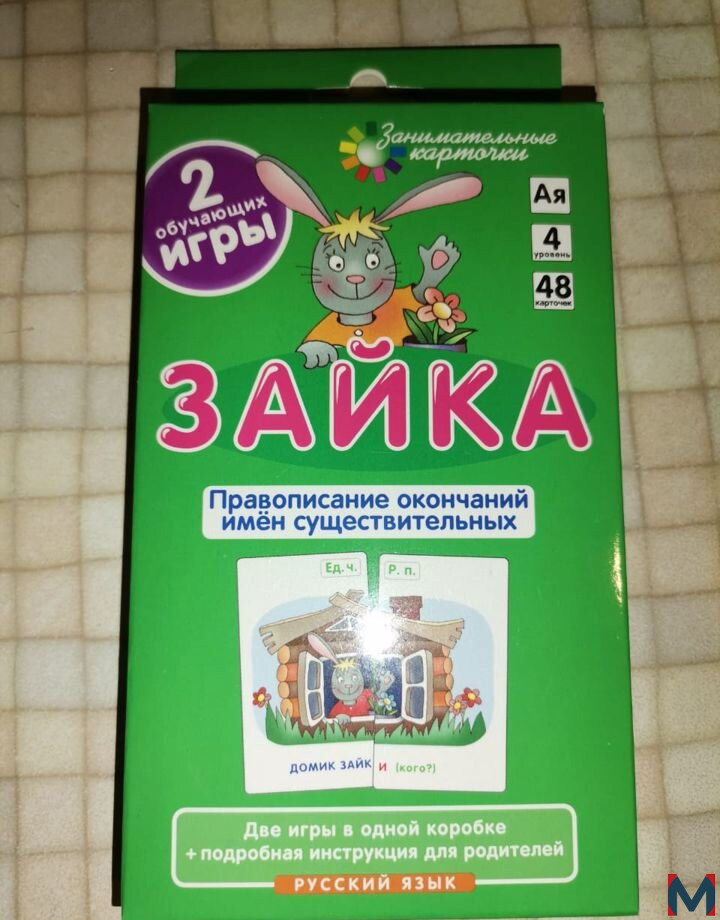 Занимательные
карточки
2
обучающих
игры
Ая
4
уровень
48
карточек
ЗАЙКА
Правописание окончаний
имён существительных
Ед. ч.
Р. п.
ДОМИК ЗАЙКИ (кого?)
Две игры в одной коробке
+ подробная инструкция для родителей
РУССКИЙ ЯЗЫК
M